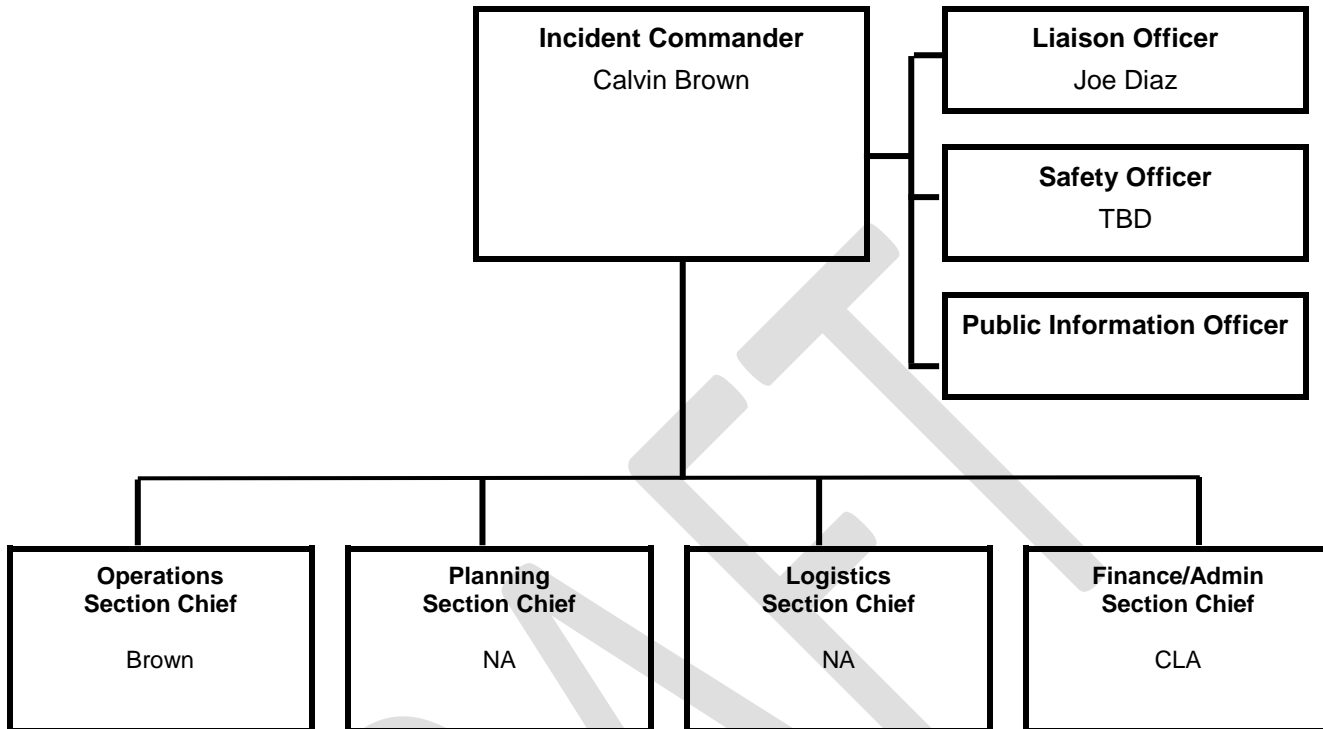 Incident Commander
Calvin Brown
Liaison Officer
Joe Diaz
Safety Officer
TBD
Public Information Officer
Operations
Section Chief
Brown
Planning
Section Chief
NA
Logistics
Section Chief
NA
Finance/Admin
Section Chief
CLA